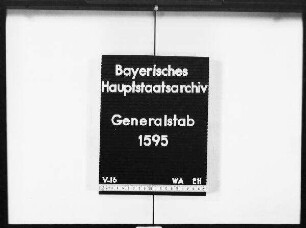 Bayerisches
Hauptstaatsarchiv
Generalstab
1595
V-16 WA EH